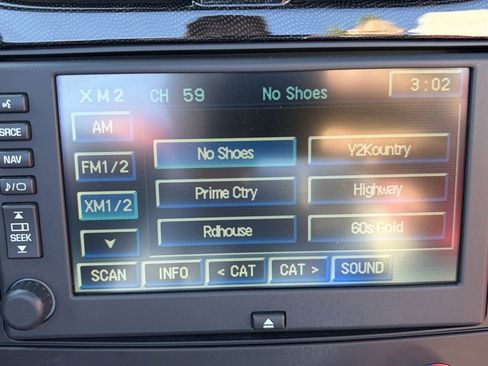 XM2 CH 59 No Shoes 3:02
AM
No Shoes Y2Kountry
SRCE
FM1/2
NAV
Prime Ctry Highway
XM1/2
Rdhouse 60s Gold
SEEK
SCAN INFO < CAT CAT > SOUND